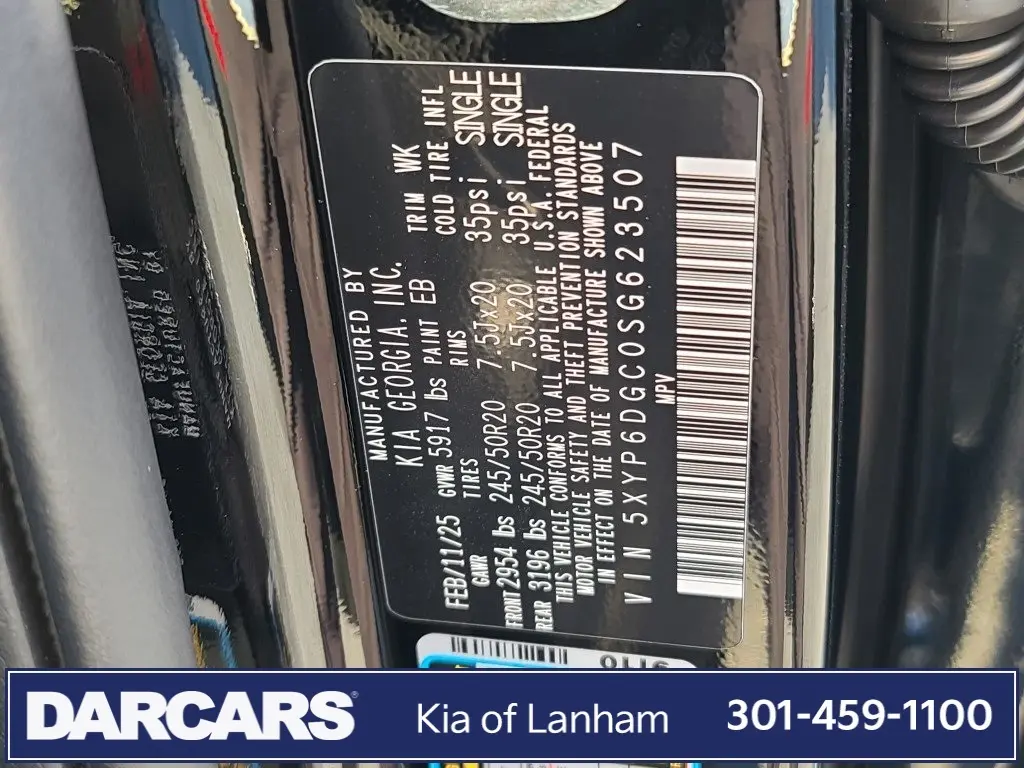 MANUFACTURED BY
KIA GEORGIA, INC.
FEB/11/25 GVWR 5917 lbs PAINT EB TRIM WK
GAWR TIRES RIMS COLD TIRE INFL
FRONT 2954 lbs 245/50R20 7.5Jx20 35psi SINGLE
REAR 3196 lbs 245/50R20 7.5Jx20 35psi SINGLE
THIS VEHICLE CONFORMS TO ALL APPLICABLE U.S.A. FEDERAL
MOTOR VEHICLE SAFETY AND THEFT PREVENTION STANDARDS
IN EFFECT ON THE DATE OF MANUFACTURE SHOWN ABOVE
VIN 5XYP6DGC0SG623507
MPV
DARCARS® Kia of Lanham 301-459-1100